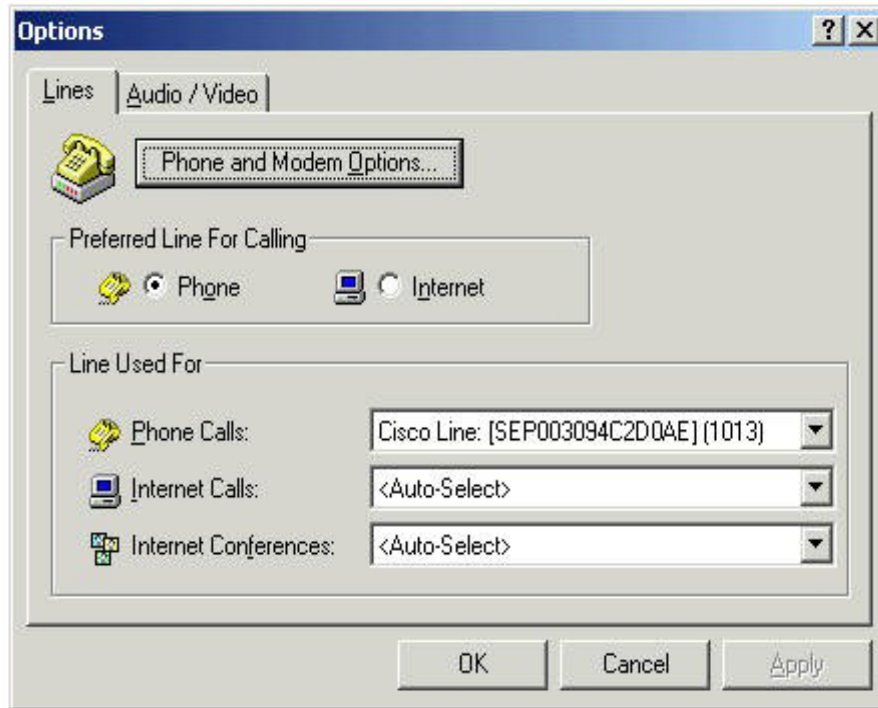 Options
Lines
Audio / Video
Phone and Modem Options...
Preferred Line For Calling
Phone
Internet
Line Used For
Phone Calls:
Cisco Line: [SEP003094C2D0AE] (1013)
Internet Calls:
<Auto-Select>
Internet Conferences:
<Auto-Select>
OK
Cancel
Apply